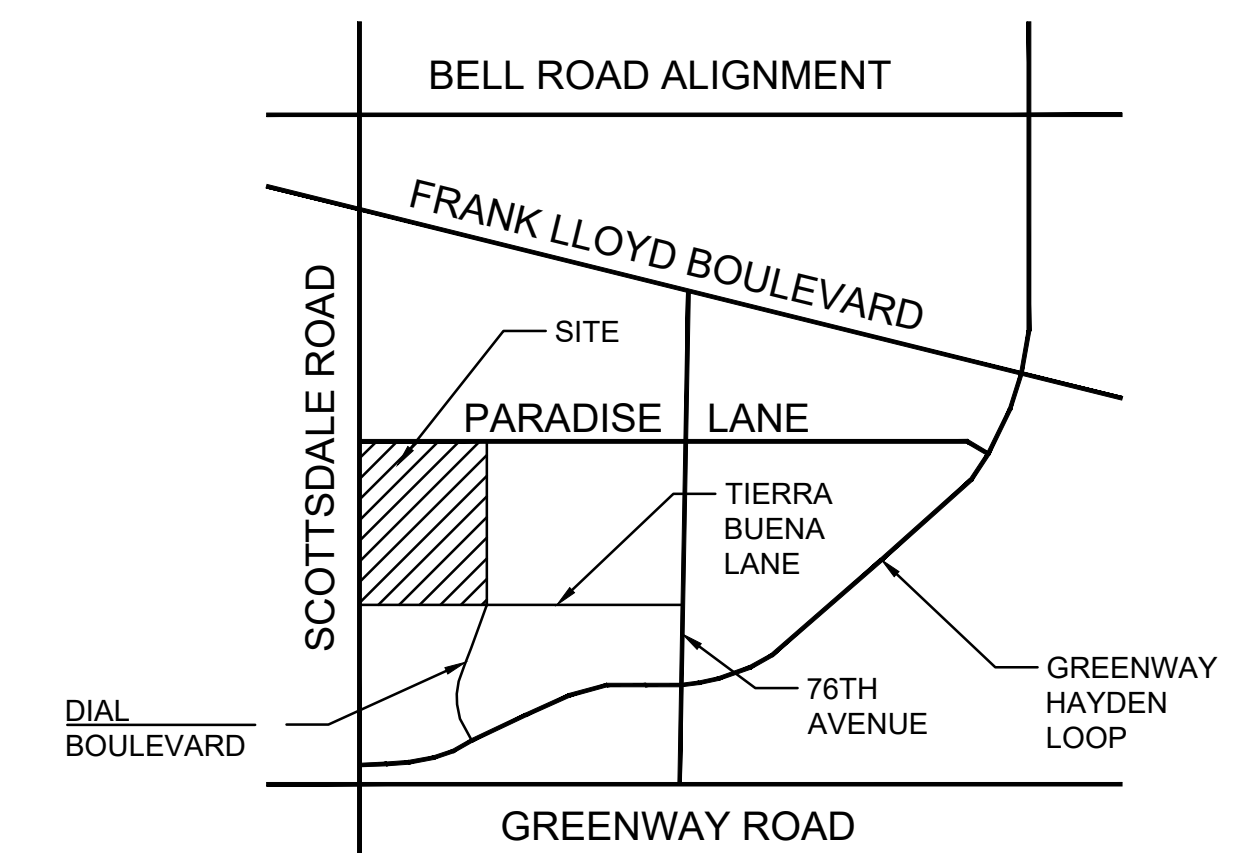 BELL ROAD ALIGNMENT
FRANK LLOYD BOULEVARD
SCOTTSDALE ROAD
SITE
PARADISE LANE
TIERRA
BUENA
LANE
GREENWAY
HAYDEN
LOOP
76TH
AVENUE
DIAL
BOULEVARD
GREENWAY ROAD